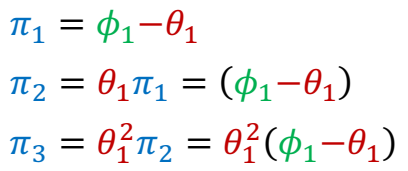 π₁ = ϕ₁−θ₁
π₂ = θ₁π₁ = (ϕ₁−θ₁)
π₃ = θ₁²π₂ = θ₁²(ϕ₁−θ₁)